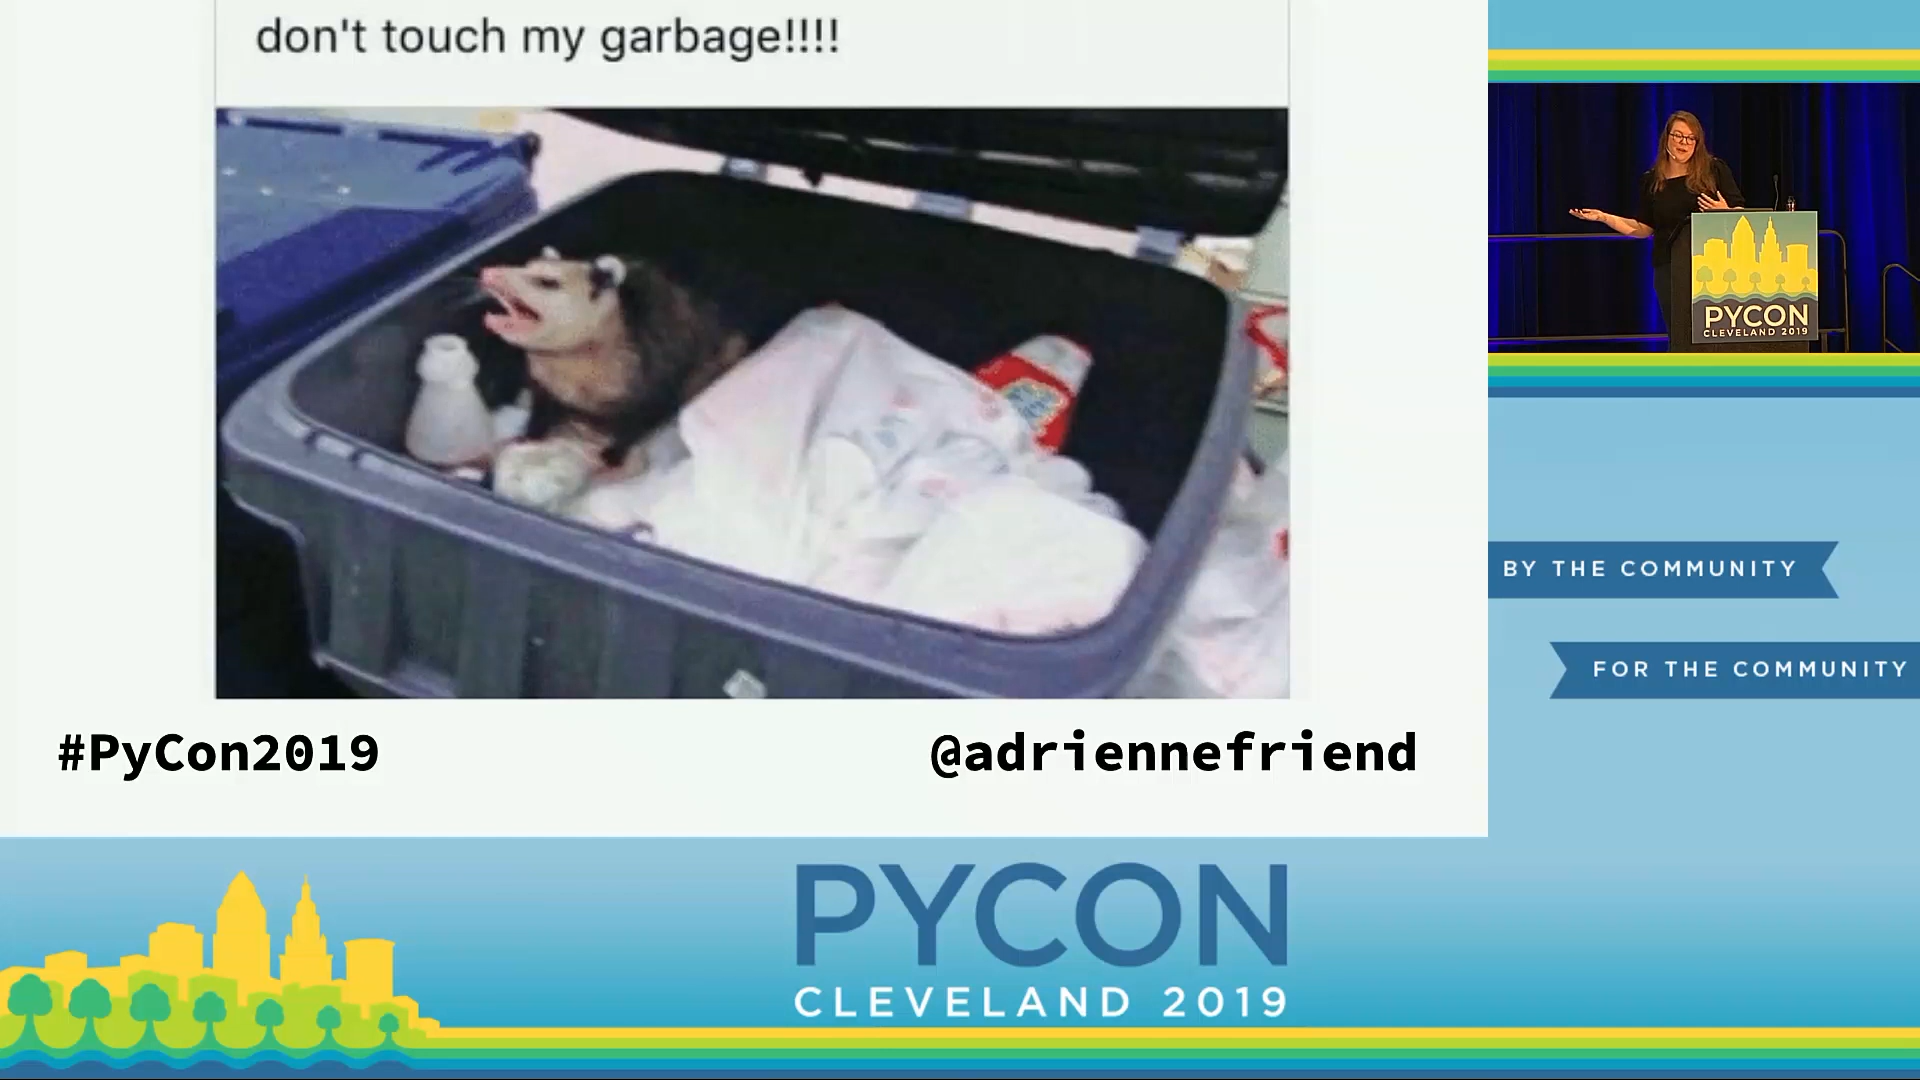 don't touch my garbage!!!!
#PyCon2019
@adriennefriend
PYCON
CLEVELAND 2019
BY THE COMMUNITY
FOR THE COMMUNITY
PYCON
CLEVELAND 2019